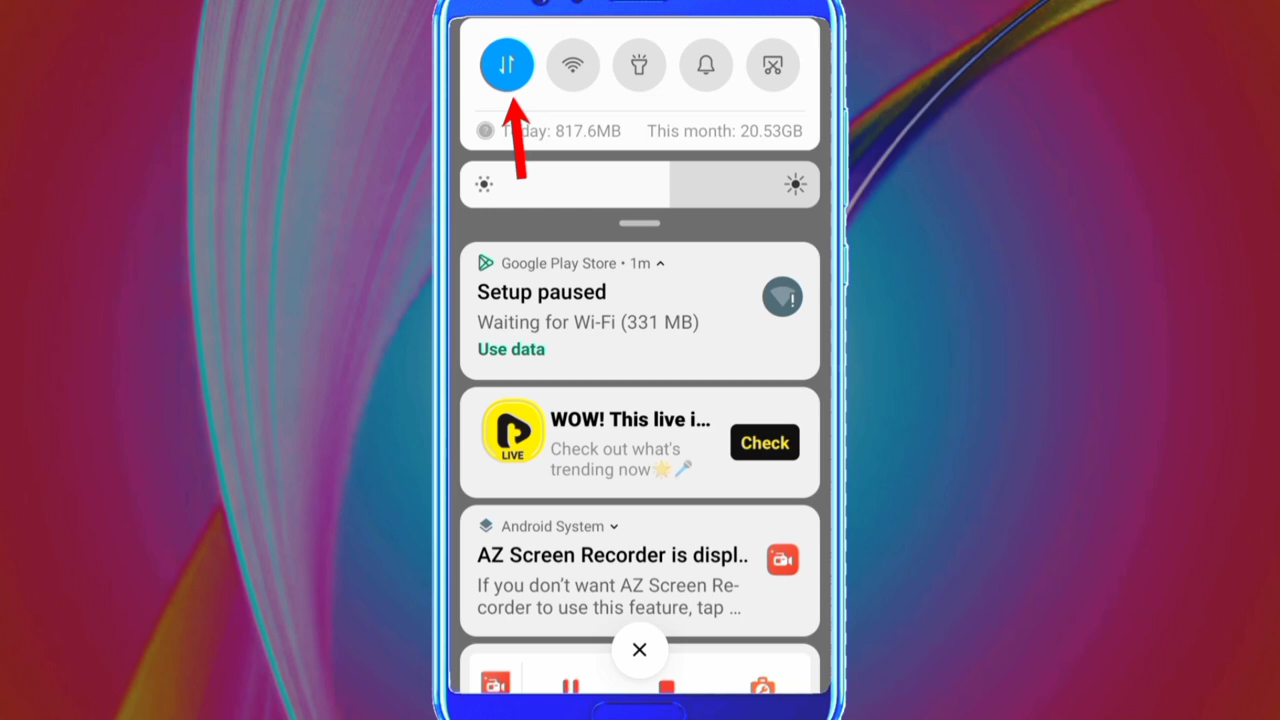 Today: 817.6MB This month: 20.53GB
Google Play Store • 1m
Setup paused
Waiting for Wi-Fi (331 MB)
Use data
WOW! This live i...
Check out what's
trending now🌟🎤
Check
LIVE
Android System
AZ Screen Recorder is displ..
If you don’t want AZ Screen Re-
corder to use this feature, tap ...